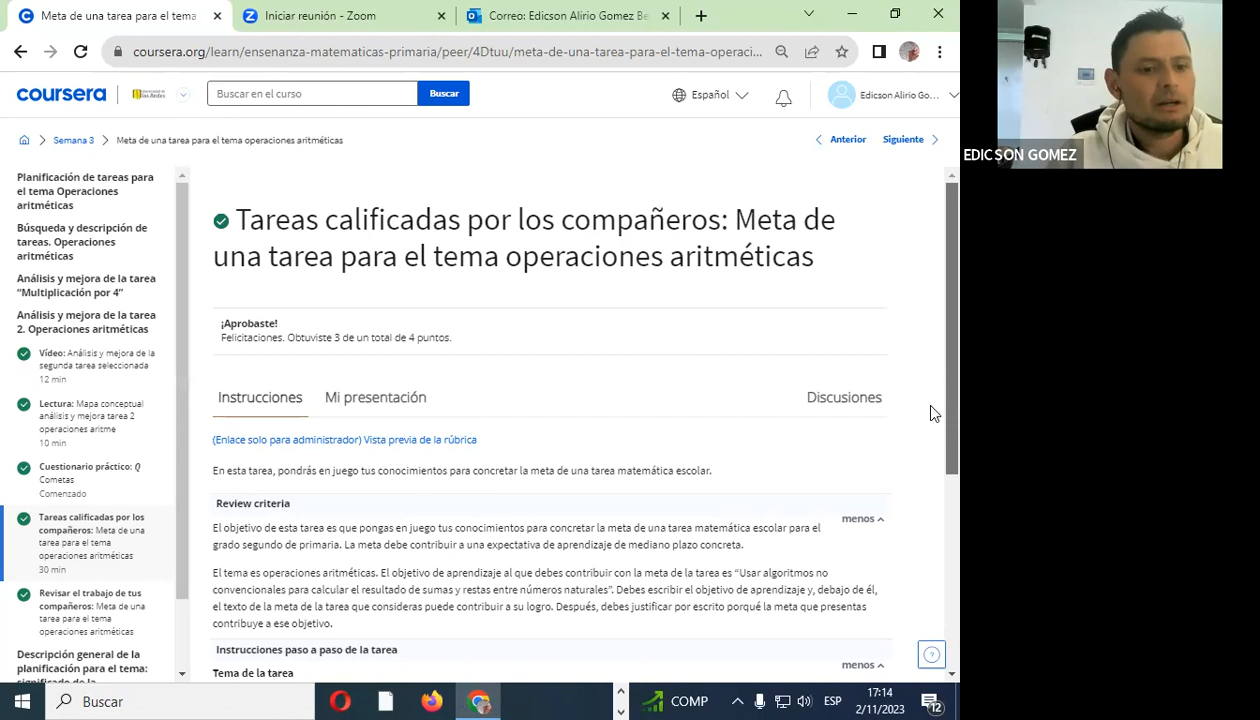 Meta de una tarea para el tema
Iniciar reunión - Zoom
Correo: Edicson Alirio Gomez Be
coursera.org/learn/ensenanza-matematicas-primaria/peer/4Dtuu/meta-de-una-tarea-para-el-tema-operaci...
coursera
Buscar en el curso
Buscar
Español
Edicson Alirio Go...
EDICSON GOMEZ
Semana 3
Meta de una tarea para el tema operaciones aritméticas
Anterior
Siguiente
Planificación de tareas para
el tema Operaciones
aritméticas
Búsqueda y descripción de
tareas. Operaciones
aritméticas
Análisis y mejora de la tarea
“Multiplicación por 4”
Análisis y mejora de la tarea
2. Operaciones aritméticas
Vídeo: Análisis y mejora de la
segunda tarea seleccionada
12 min
Lectura: Mapa conceptual
análisis y mejora tarea 2
operaciones aritme
10 min
Cuestionario práctico: Q
Cometas
Comenzado
Tareas calificadas por los
compañeros: Meta de una
tarea para el tema
operaciones aritméticas
30 min
Revisar el trabajo de tus
compañeros: Meta de una
tarea para el tema
operaciones aritméticas
Descripción general de la
planificación para el tema:
Tareas calificadas por los compañeros: Meta de
una tarea para el tema operaciones aritméticas
¡Aprobaste!
Felicitaciones. Obtuviste 3 de un total de 4 puntos.
Instrucciones
Mi presentación
Discusiones
(Enlace solo para administrador) Vista previa de la rúbrica
En esta tarea, pondrás en juego tus conocimientos para concretar la meta de una tarea matemática escolar.
Review criteria
menos
El objetivo de esta tarea es que pongas en juego tus conocimientos para concretar la meta de una tarea matemática escolar para el
grado segundo de primaria. La meta debe contribuir a una expectativa de aprendizaje de mediano plazo concreta.
El tema es operaciones aritméticas. El objetivo de aprendizaje al que debes contribuir con la meta de la tarea es “Usar algoritmos no
convencionales para calcular el resultado de sumas y restas entre números naturales”. Debes escribir el objetivo de aprendizaje y, debajo de él,
el texto de la meta de la tarea que consideras puede contribuir a su logro. Después, debes justificar por escrito porqué la meta que presentas
contribuye a ese objetivo.
Instrucciones paso a paso de la tarea
menos
Tema de la tarea
Buscar
COMP
ESP
17:14
2/11/2023
12